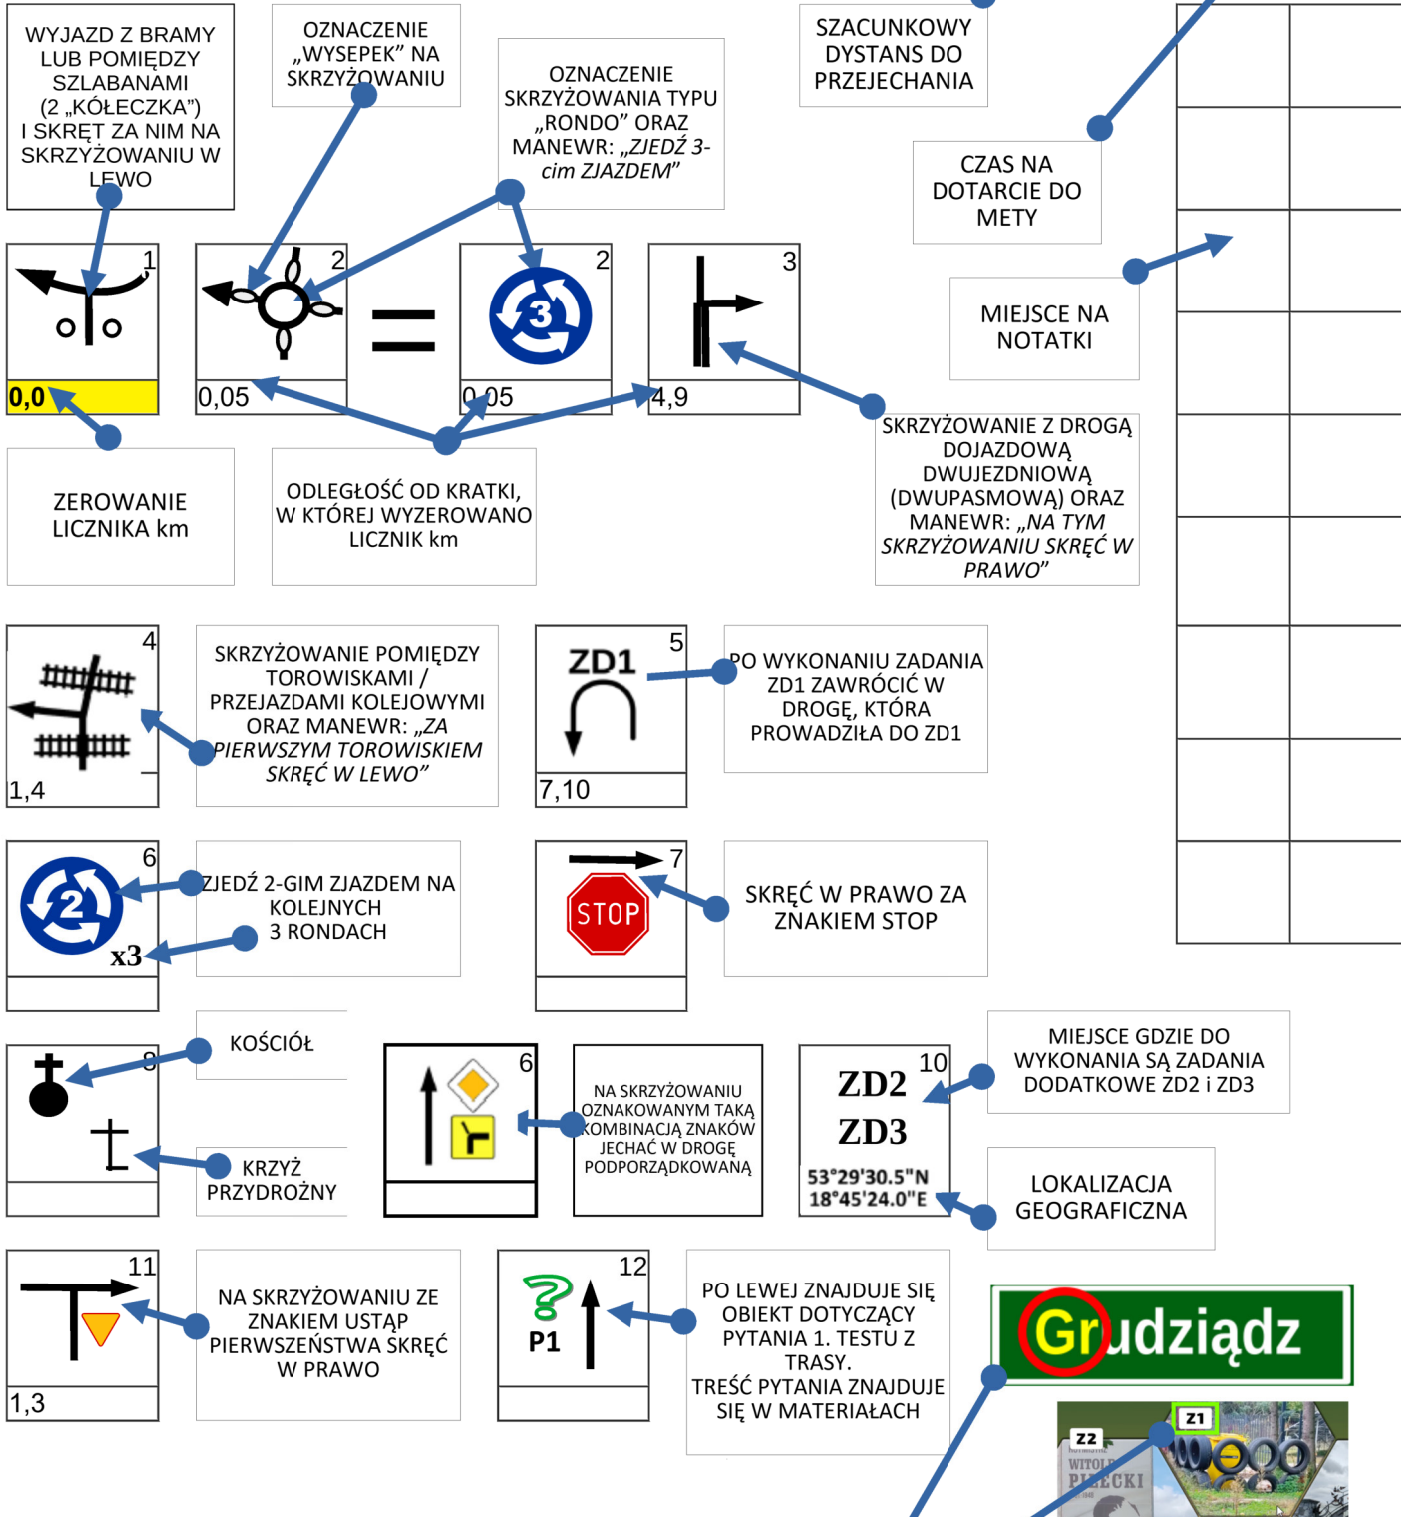 WYJAZD Z BRAMY
LUB POMIĘDZY
SZLABANAMI
(2 „KÓŁECZKA”)
I SKRĘT ZA NIM NA
SKRZYŻOWANIU W
LEWO
OZNACZENIE
„WYSEPEK” NA
SKRZYŻOWANIU
OZNACZENIE
SKRZYŻOWANIA TYPU
„RONDO” ORAZ
MANEWR: „ZJEDŹ 3-
cim ZJAZDEM”
SZACUNKOWY
DYSTANS DO
PRZEJECHANIA
CZAS NA
DOTARCIE DO
METY
MIEJSCE NA
NOTATKI
1
0,0
2
0,05
=
2
3
0,05
3
4,9
ZEROWANIE
LICZNIKA km
ODLEGŁOŚĆ OD KRATKI,
W KTÓREJ WYZEROWANO
LICZNIK km
SKRZYŻOWANIE Z DROGĄ
DOJAZDOWĄ
DWUJEZDNIOWĄ
(DWUPASMOWĄ) ORAZ
MANEWR: „NA TYM
SKRZYŻOWANIU SKRĘĆ W
PRAWO”
4
1,4
SKRZYŻOWANIE POMIĘDZY
TOROWISKAMI /
PRZEJAZDAMI KOLEJOWYMI
ORAZ MANEWR: „ZA
PIERWSZYM TOROWISKIEM
SKRĘĆ W LEWO”
5
ZD1
7,10
PO WYKONANIU ZADANIA
ZD1 ZAWRÓCIĆ W
DROGĘ, KTÓRA
PROWADZIŁA DO ZD1
6
2
x3
ZJEDŹ 2-GIM ZJAZDEM NA
KOLEJNYCH
3 RONDACH
7
STOP
SKRĘĆ W PRAWO ZA
ZNAKIEM STOP
8
KOŚCIÓŁ
KRZYŻ
PRZYDROŻNY
6
NA SKRZYŻOWANIU
OZNAKOWANYM TAKĄ
KOMBINACJĄ ZNAKÓW
JECHAĆ W DROGĘ
PODPORZĄDKOWANĄ
10
ZD2
ZD3
53°29'30.5"N
18°45'24.0"E
MIEJSCE GDZIE DO
WYKONANIA SĄ ZADANIA
DODATKOWE ZD2 i ZD3
LOKALIZACJA
GEOGRAFICZNA
11
1,3
NA SKRZYŻOWANIU ZE
ZNAKIEM USTĄP
PIERWSZEŃSTWA SKRĘĆ
W PRAWO
12
?
P1
PO LEWEJ ZNAJDUJE SIĘ
OBIEKT DOTYCZĄCY
PYTANIA 1. TESTU Z
TRASY.
TREŚĆ PYTANIA ZNAJDUJE
SIĘ W MATERIAŁACH
Grudziądz
Z1
Z2
WITOLD
PILECKI